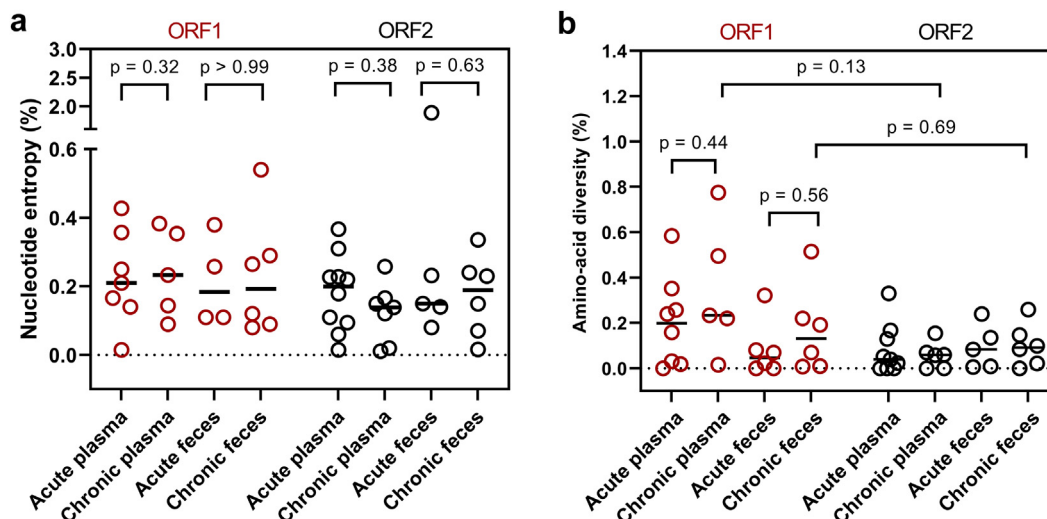 a
ORF1 ORF2
Nucleotide entropy (%)
3.0
2.5
2.0
0.6
0.4
0.2
0.0
p = 0.32 p > 0.99 p = 0.38 p = 0.63
Acute plasma
Chronic plasma
Acute feces
Chronic feces
Acute plasma
Chronic plasma
Acute feces
Chronic feces
b
ORF1 ORF2
Amino-acid diversity (%)
1.4
1.2
1.0
0.8
0.6
0.4
0.2
0.0
p = 0.13
p = 0.69
p = 0.44
p = 0.56
Acute plasma
Chronic plasma
Acute feces
Chronic feces
Acute plasma
Chronic plasma
Acute feces
Chronic feces